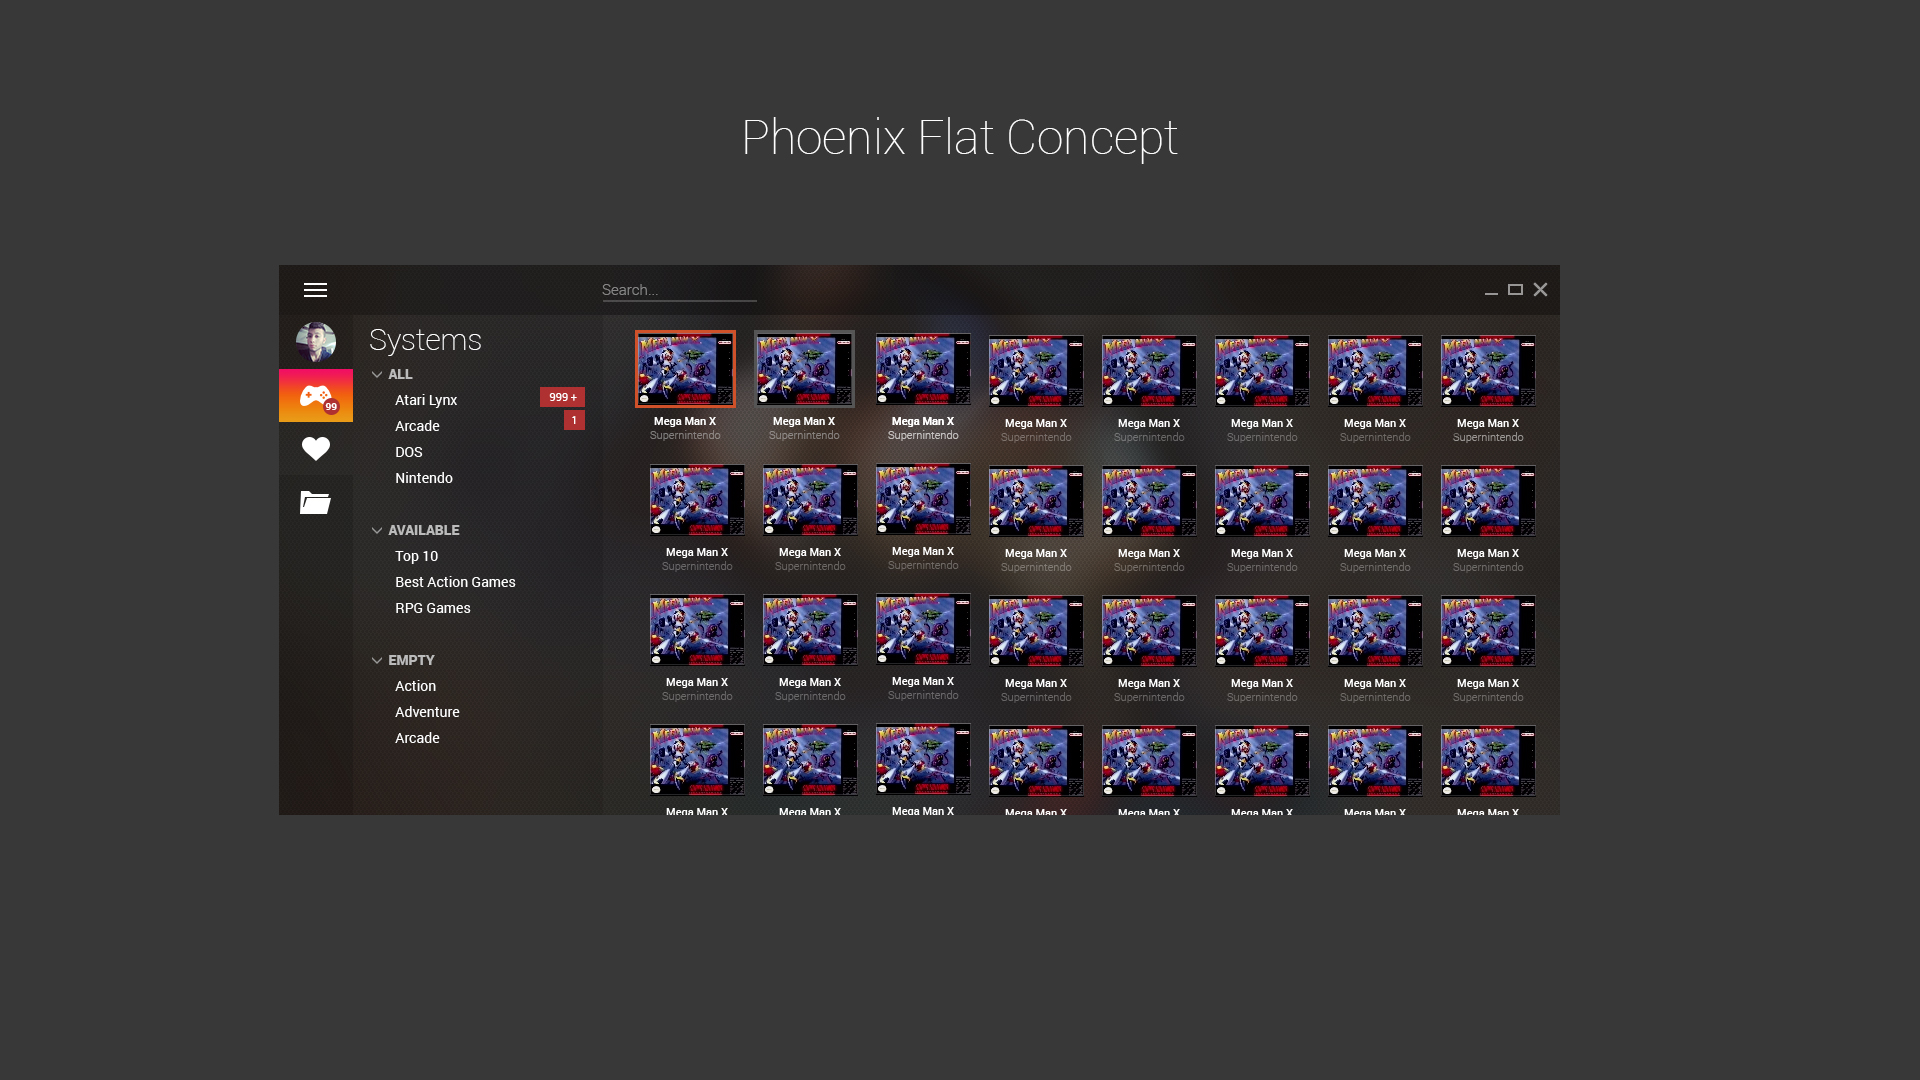 Phoenix Flat Concept
Search...
Systems
99
ALL
Atari Lynx 999 +
Arcade 1
DOS
Nintendo
AVAILABLE
Top 10
Best Action Games
RPG Games
EMPTY
Action
Adventure
Arcade
Mega Man X Mega Man X Mega Man X Mega Man X Mega Man X Mega Man X Mega Man X Mega Man X
Supernintendo Supernintendo Supernintendo Supernintendo Supernintendo Supernintendo Supernintendo Supernintendo
Mega Man X Mega Man X Mega Man X Mega Man X Mega Man X Mega Man X Mega Man X Mega Man X
Supernintendo Supernintendo Supernintendo Supernintendo Supernintendo Supernintendo Supernintendo Supernintendo
Mega Man X Mega Man X Mega Man X Mega Man X Mega Man X Mega Man X Mega Man X Mega Man X
Supernintendo Supernintendo Supernintendo Supernintendo Supernintendo Supernintendo Supernintendo Supernintendo
Mega Man X Mega Man X Mega Man X Mega Man X Mega Man X Mega Man X Mega Man X Mega Man X